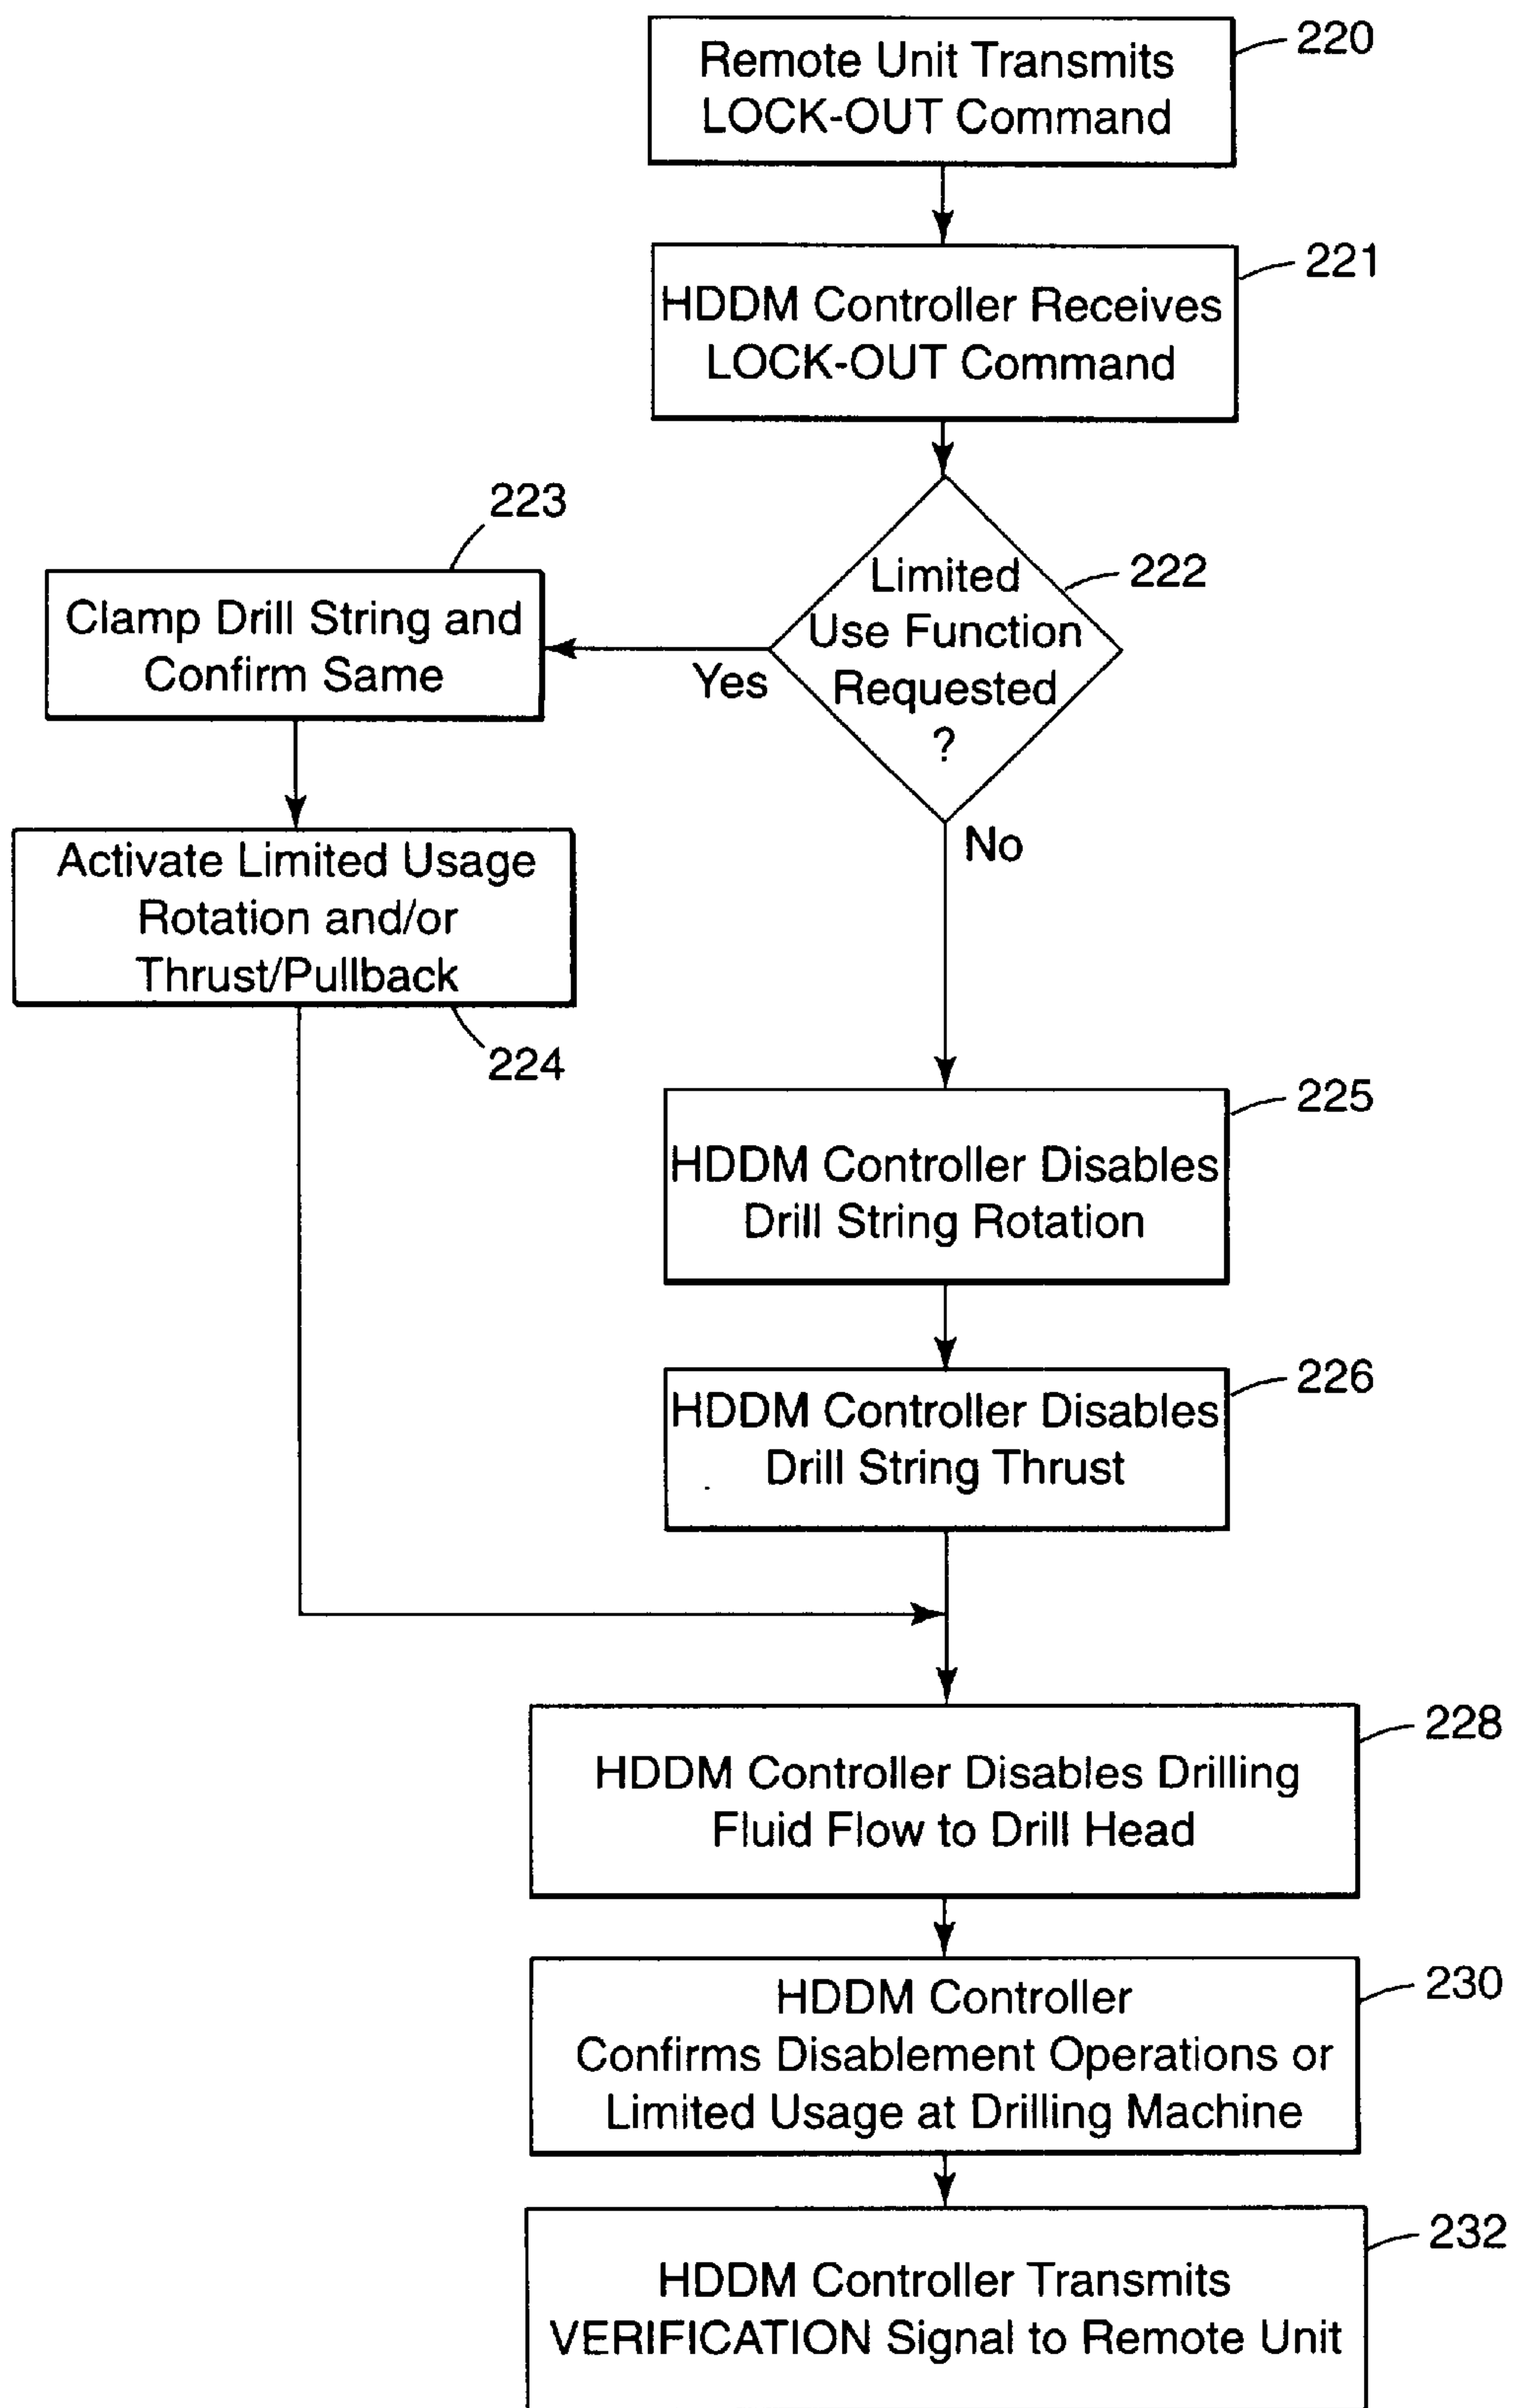 Remote Unit Transmits
LOCK-OUT Command
220
HDDM Controller Receives
LOCK-OUT Command
221
Limited
Use Function
Requested
?
222
Yes
No
223
Clamp Drill String and
Confirm Same
Activate Limited Usage
Rotation and/or
Thrust/Pullback
224
HDDM Controller Disables
Drill String Rotation
225
HDDM Controller Disables
Drill String Thrust
226
HDDM Controller Disables Drilling
Fluid Flow to Drill Head
228
HDDM Controller
Confirms Disablement Operations or
Limited Usage at Drilling Machine
230
HDDM Controller Transmits
VERIFICATION Signal to Remote Unit
232